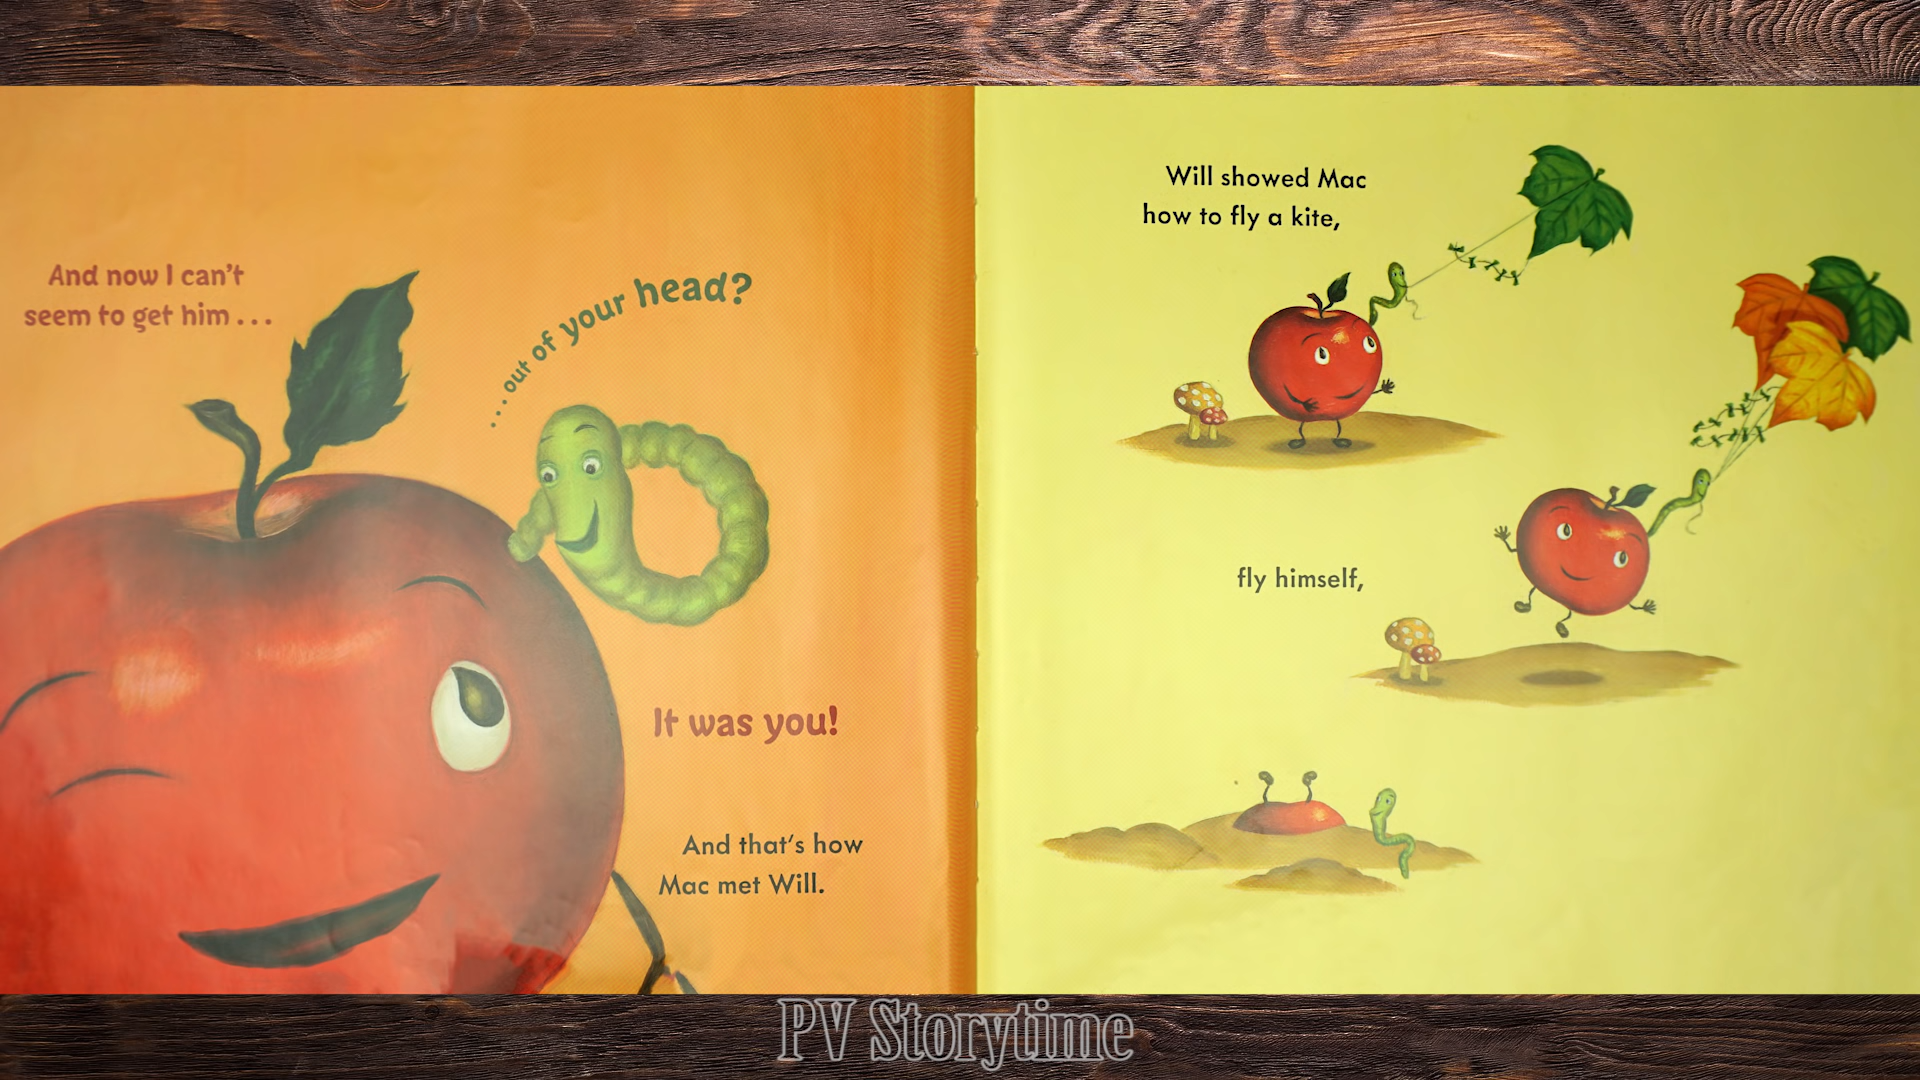 And now I can't
seem to get him . . .
. . . out of your head?
It was you!
And that's how
Mac met Will.
Will showed Mac
how to fly a kite,
fly himself,
PV Storytime